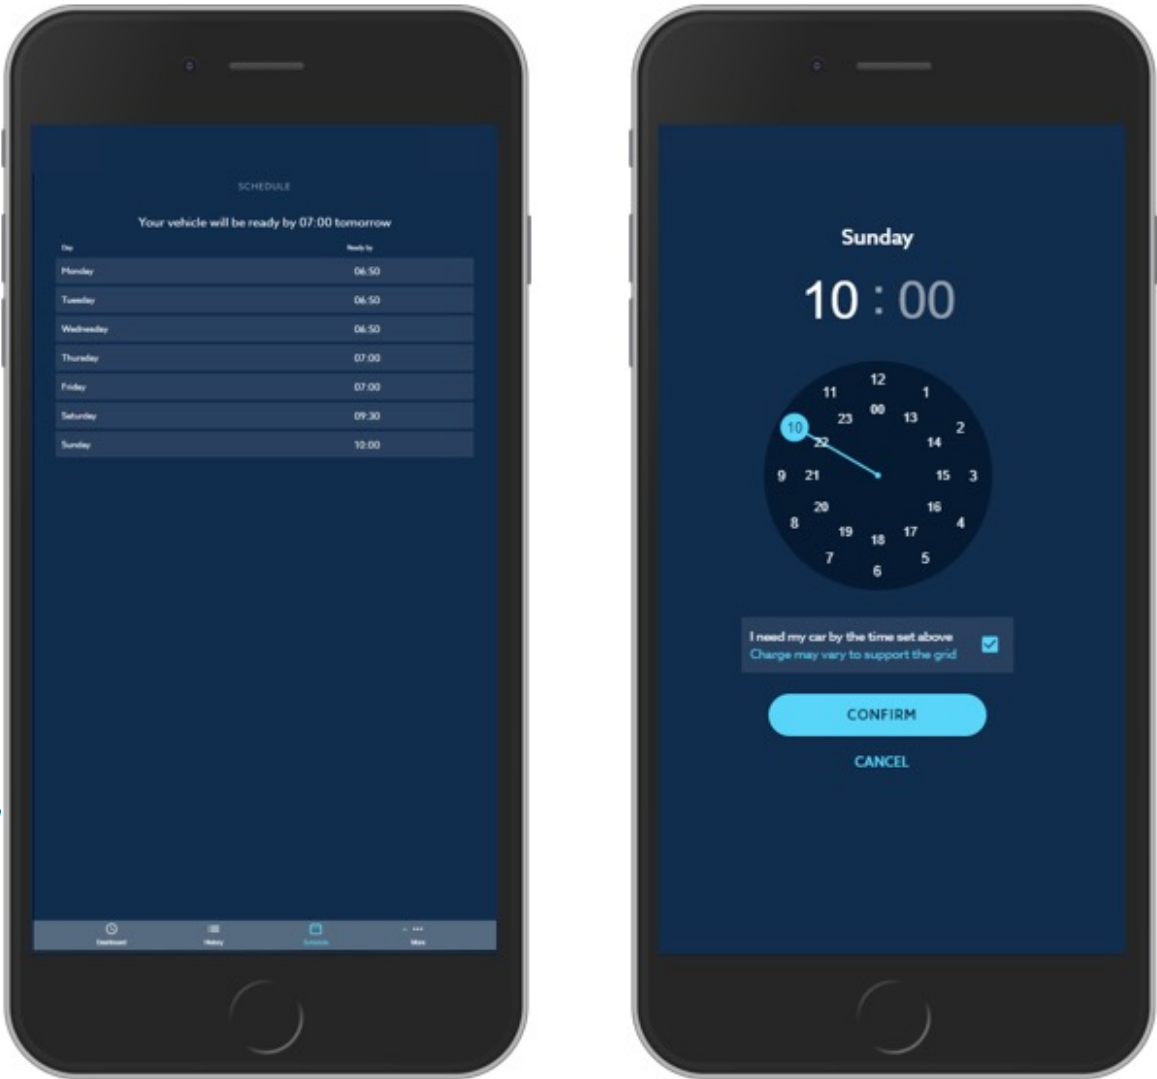 SCHEDULE
Your vehicle will be ready by 07:00 tomorrow
Day Ready by
Monday 06:50
Tuesday 06:50
Wednesday 06:50
Thursday 07:00
Friday 07:00
Saturday 09:30
Sunday 10:00
Dashboard History Schedule More
Sunday
10 : 00
12
11 1
00
23 13
10 2
22 14
9 21 15 3
20 16
8 4
19 17
18
7 5
6
I need my car by the time set above
Charge may vary to support the grid
CONFIRM
CANCEL